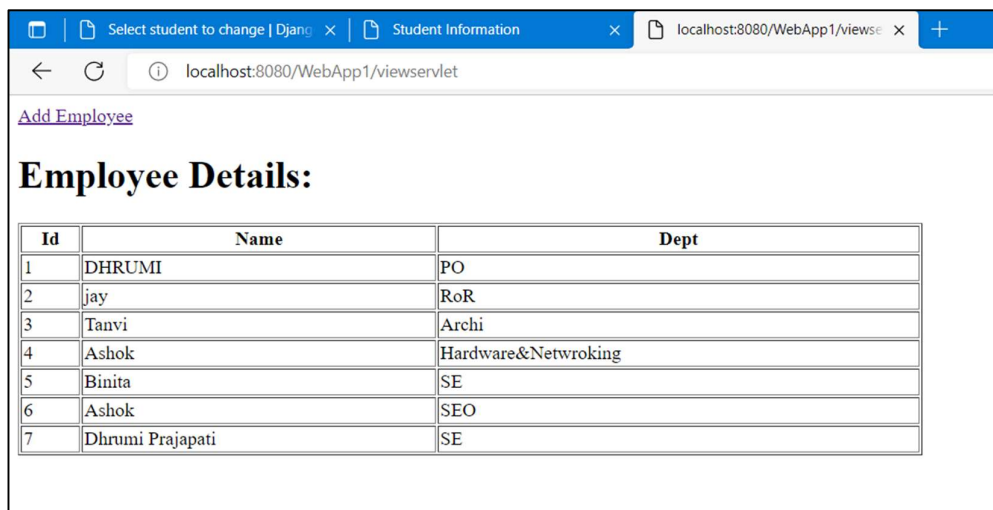 Select student to change | Djang Student Information localhost:8080/WebApp1/viewse
localhost:8080/WebApp1/viewservlet
Add Employee
Employee Details:
Id Name Dept
1 DHRUMI PO
2 jay RoR
3 Tanvi Archi
4 Ashok Hardware&Netwroking
5 Binita SE
6 Ashok SEO
7 Dhrumi Prajapati SE